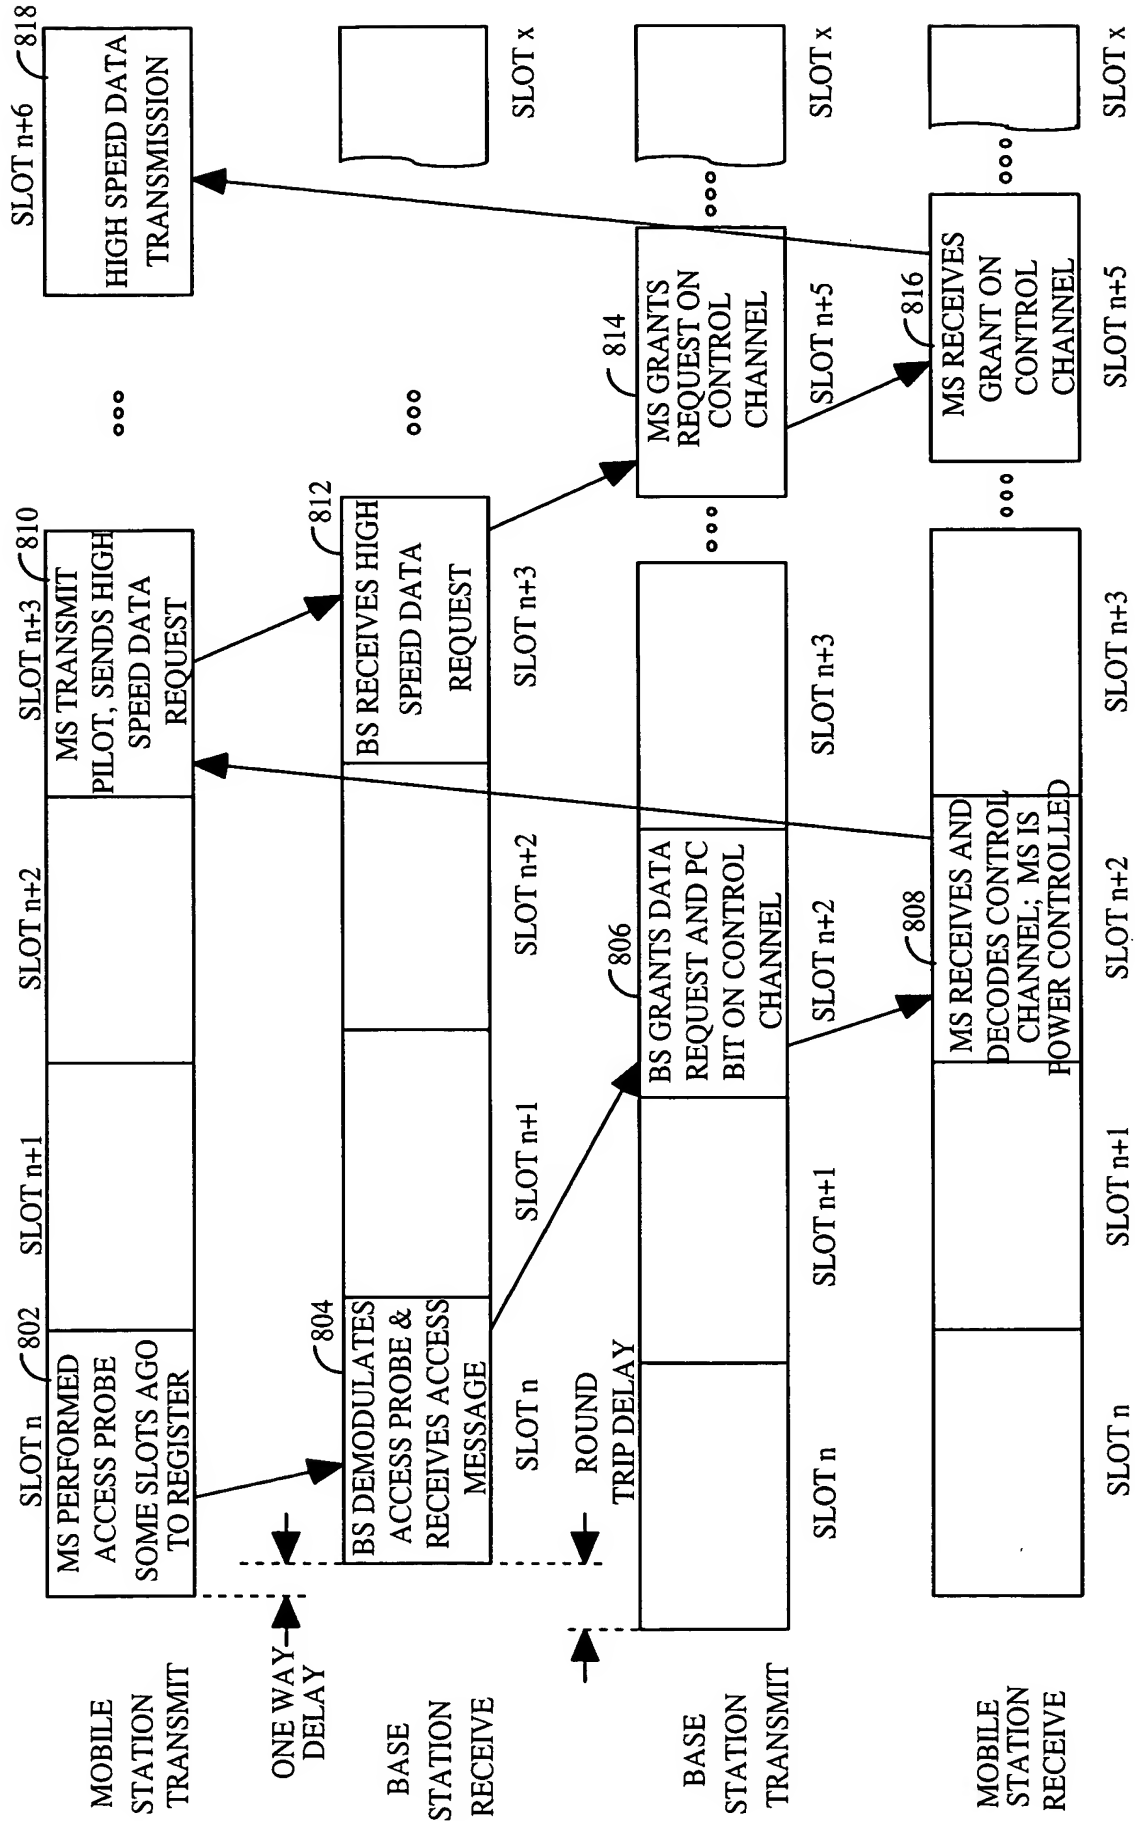 MOBILE
STATION
TRANSMIT
SLOT n
802
MS PERFORMED
ACCESS PROBE
SOME SLOTS AGO
TO REGISTER
SLOT n+1
SLOT n+2
SLOT n+3
810
MS TRANSMIT
PILOT, SENDS HIGH
SPEED DATA
REQUEST
SLOT n+6
818
HIGH SPEED DATA
TRANSMISSION
ONE WAY
DELAY
BASE
STATION
RECEIVE
804
BS DEMODULATES
ACCESS PROBE &
RECEIVES ACCESS
MESSAGE
812
BS RECEIVES HIGH
SPEED DATA
REQUEST
SLOT n
SLOT n+1
SLOT n+2
SLOT n+3
SLOT x
ROUND
TRIP DELAY
BASE
STATION
TRANSMIT
806
BS GRANTS DATA
REQUEST AND PC
BIT ON CONTROL
CHANNEL
814
MS GRANTS
REQUEST ON
CONTROL
CHANNEL
SLOT n
SLOT n+1
SLOT n+2
SLOT n+3
SLOT n+5
SLOT x
MOBILE
STATION
RECEIVE
808
MS RECEIVES AND
DECODES CONTROL
CHANNEL; MS IS
POWER CONTROLLED
816
MS RECEIVES
GRANT ON
CONTROL
CHANNEL
SLOT n
SLOT n+1
SLOT n+2
SLOT n+3
SLOT n+5
SLOT x